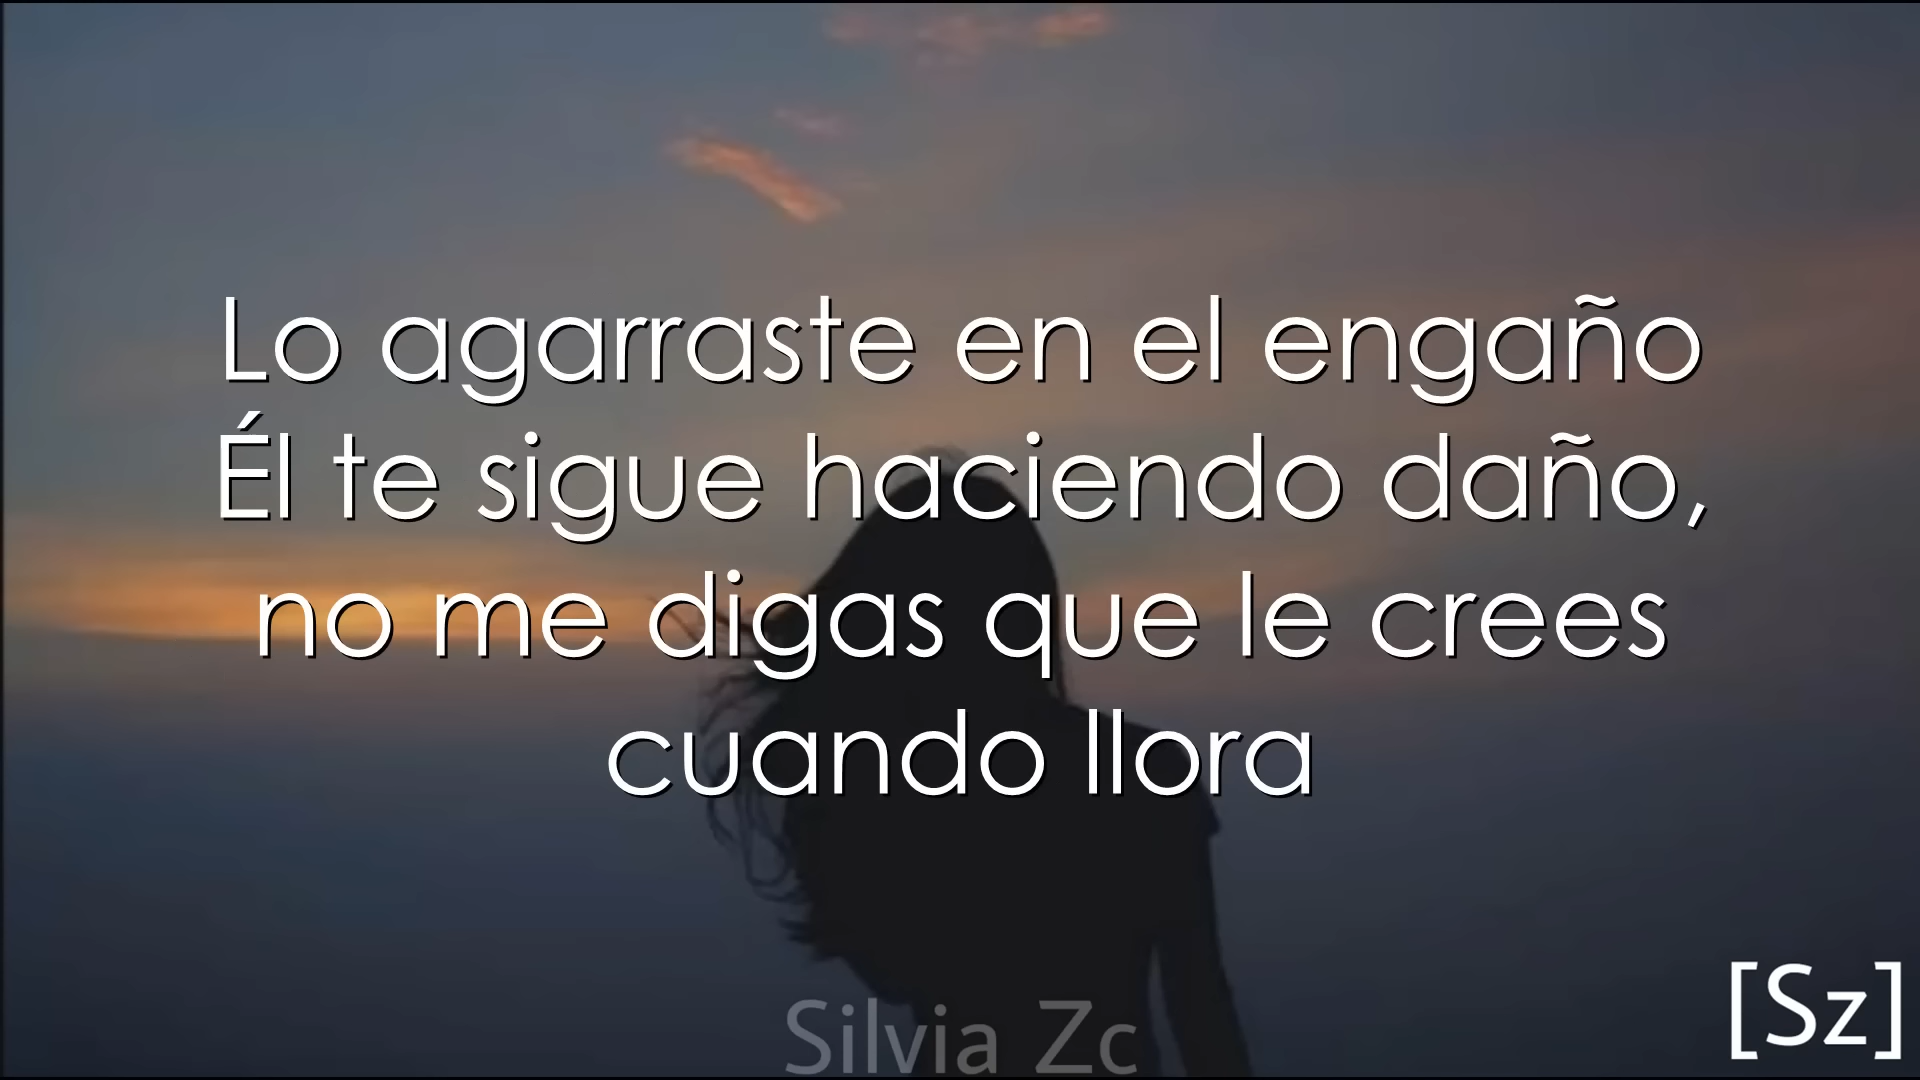 Lo agarraste en el engaño
Él te sigue haciendo daño,
no me digas que le crees
cuando llora
Silvia Zc
[Sz]